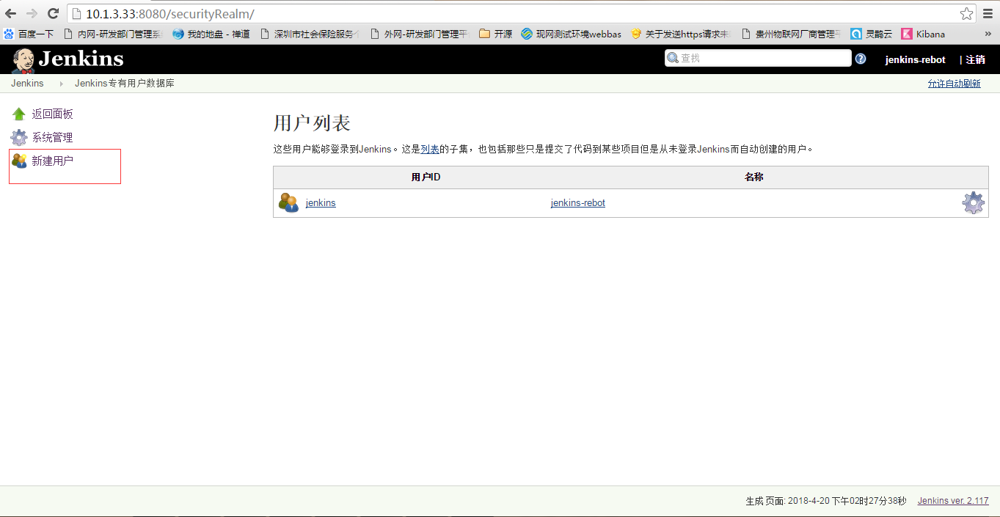 10.1.3.33:8080/securityRealm/
百度一下 内网-研发部门管理系 我的地盘 - 禅道 深圳市社会保险服务 外网-研发部门管理平 开源 现网测试环境webbas 关于发送https请求未 贵州物联网厂商管理平 灵鹊云 Kibana »
Jenkins 查找 jenkins-rebot | 注销
Jenkins Jenkins专有用户数据库 允许自动刷新
返回面板
系统管理
新建用户
用户列表
这些用户能够登录到Jenkins。这是列表的子集，也包括那些只是提交了代码到某些项目但是从未登录Jenkins而自动创建的用户。
用户ID 名称
jenkins jenkins-rebot
生成 页面: 2018-4-20 下午02时27分38秒 Jenkins ver. 2.117